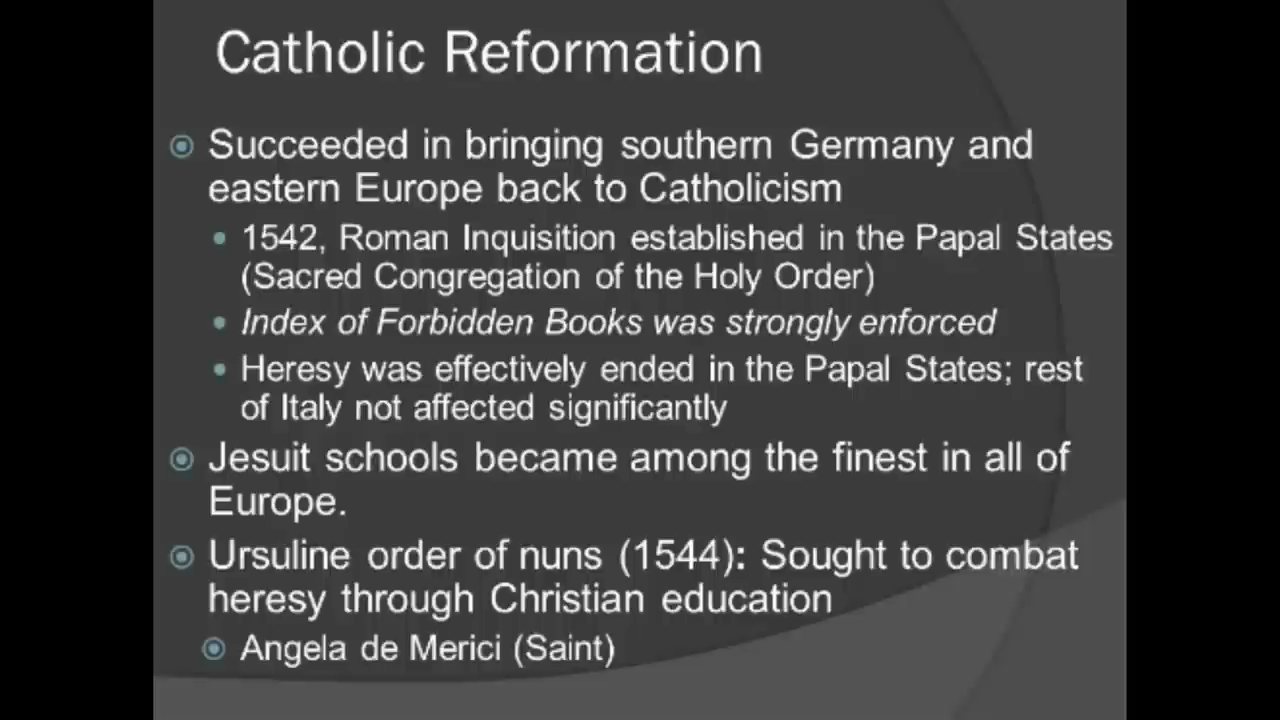 Catholic Reformation
Succeeded in bringing southern Germany and
eastern Europe back to Catholicism
1542, Roman Inquisition established in the Papal States
(Sacred Congregation of the Holy Order)
Index of Forbidden Books was strongly enforced
Heresy was effectively ended in the Papal States; rest
of Italy not affected significantly
Jesuit schools became among the finest in all of
Europe.
Ursuline order of nuns (1544): Sought to combat
heresy through Christian education
Angela de Merici (Saint)